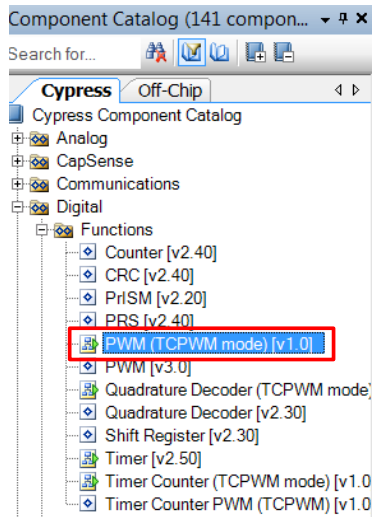 Component Catalog (141 compon...
Search for...
Cypress Off-Chip
Cypress Component Catalog
Analog
CapSense
Communications
Digital
Functions
Counter [v2.40]
CRC [v2.40]
PrISM [v2.20]
PRS [v2.40]
PWM (TCPWM mode) [v1.0]
PWM [v3.0]
Quadrature Decoder (TCPWM mode)
Quadrature Decoder [v2.30]
Shift Register [v2.30]
Timer [v2.50]
Timer Counter (TCPWM mode) [v1.0
Timer Counter PWM (TCPWM) [v1.0